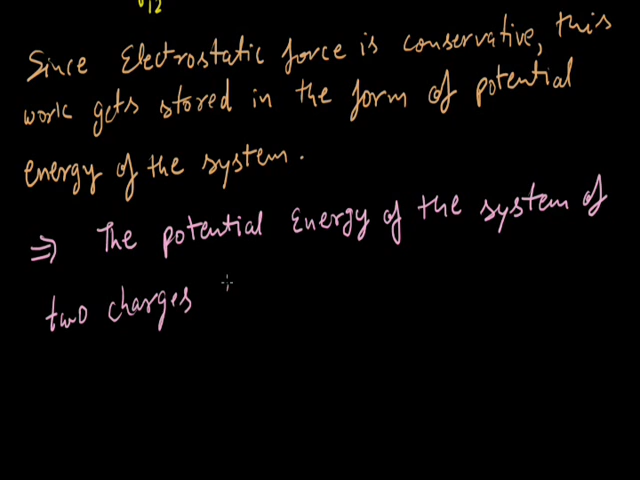 r12
Since Electrostatic force is conservative, this
work gets stored in the form of potential
energy of the system.
⇒ The potential Energy of the system of
two charges